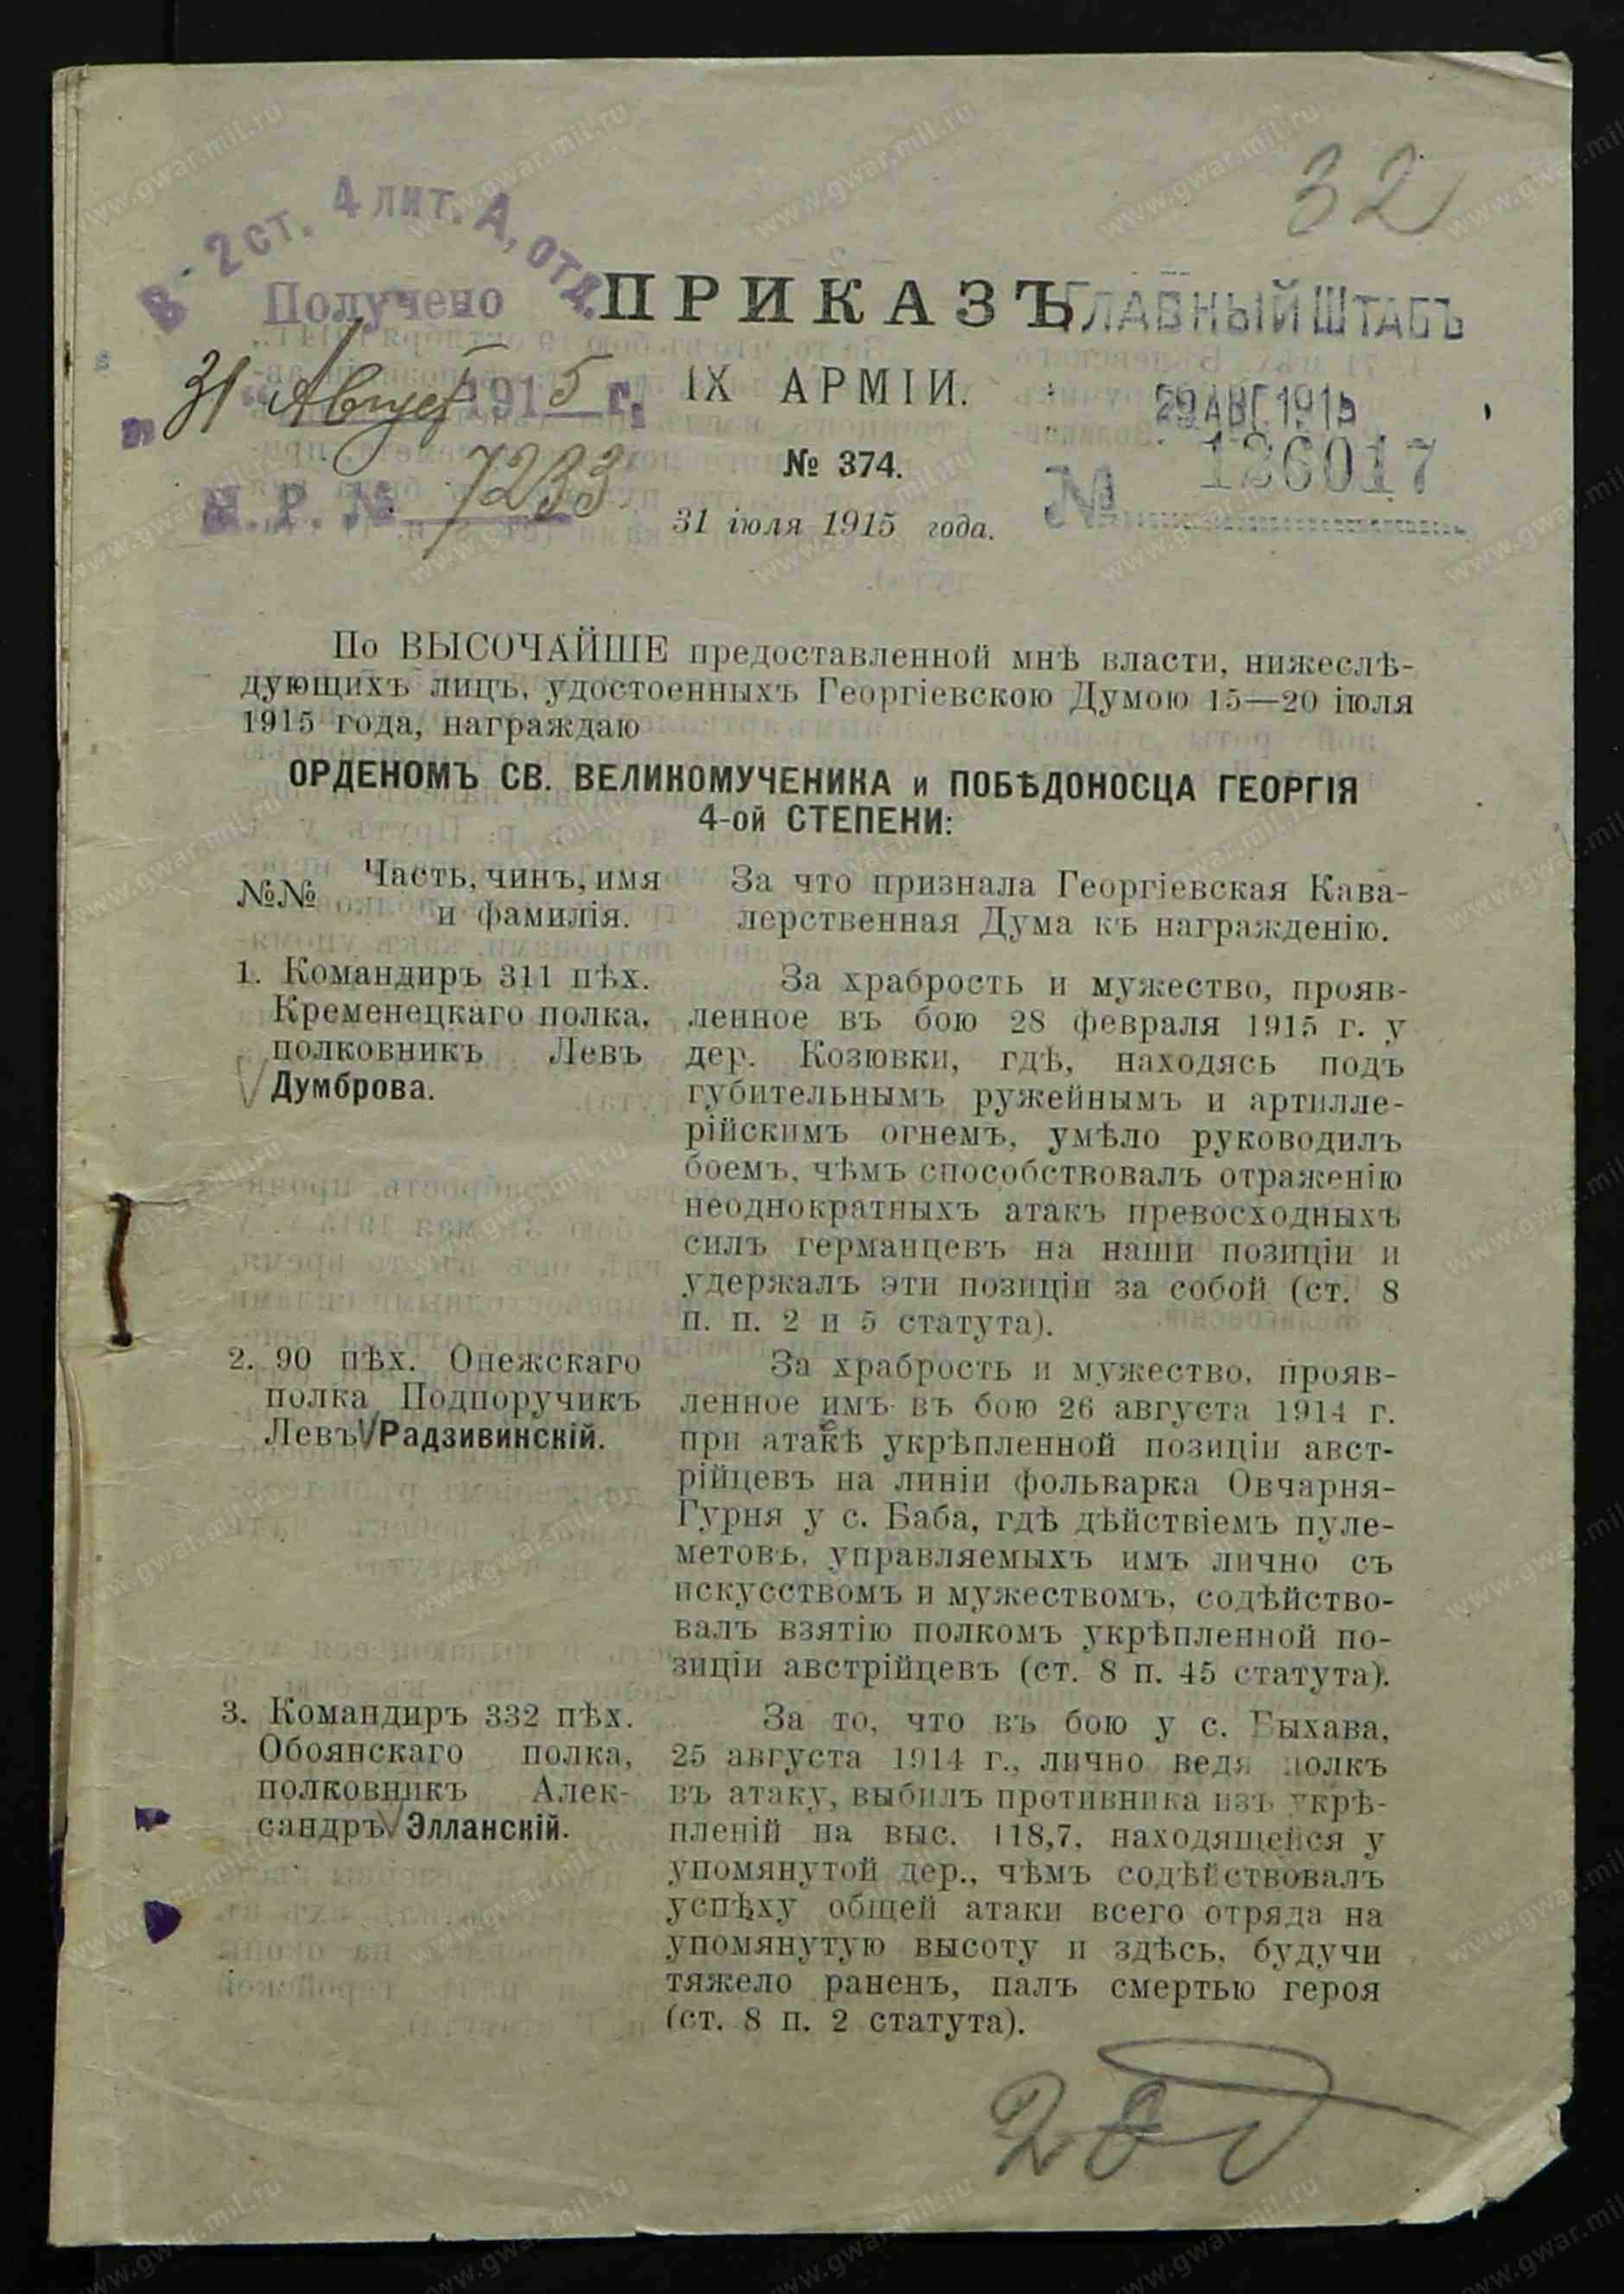 32
В - 2 ст. 4 лит. А, отд.
Получено
31 Август 1915 г.
Н. Р. № 7233
ПРИКАЗЪ
IX АРМІИ.
№ 374.
31 іюля 1915 года.
ГЛАВНЫЙ ШТАБЪ
29 АВГ. 1915
№ 126017
По ВЫСОЧАЙШЕ предоставленной мнѣ власти, нижеслѣ-
дующихъ лицъ, удостоенныхъ Георгіевскою Думою 15—20 іюля
1915 года, награждаю
ОРДЕНОМЪ СВ. ВЕЛИКОМУЧЕНИКА и ПОБѢДОНОСЦА ГЕОРГІЯ
4-ой СТЕПЕНИ:
№№ Часть, чинъ, имя
и фамилія.
За что признала Георгіевская Кава-
лерственная Дума къ награжденію.
1. Командиръ 311 пѣх.
Кременецкаго полка,
полковникъ Левъ
Думброва.
За храбрость и мужество, прояв-
ленное въ бою 28 февраля 1915 г. у
дер. Козювки, гдѣ, находясь подъ
губительнымъ ружейнымъ и артилле-
рійскимъ огнемъ, умѣло руководилъ
боемъ, чѣмъ способствовалъ отраженію
неоднократныхъ атакъ превосходныхъ
силъ германцевъ на наши позиціи и
удержалъ эти позиціи за собой (ст. 8
п. п. 2 и 5 статута).
2. 90 пѣх. Онежскаго
полка Подпоручикъ
Левъ Радзивинскій.
За храбрость и мужество, прояв-
ленное имъ въ бою 26 августа 1914 г.
при атакѣ укрѣпленной позиціи авст-
рійцевъ на линіи фольварка Овчарня-
Гурня у с. Баба, гдѣ дѣйствіемъ пуле-
метовъ, управляемыхъ имъ лично съ
искусствомъ и мужествомъ, содѣйство-
валъ взятію полкомъ укрѣпленной по-
зиціи австрійцевъ (ст. 8 п. 45 статута).
3. Командиръ 332 пѣх.
Обоянскаго полка,
полковникъ Алек-
сандръ Элланскій.
За то, что въ бою у с. Быхава,
25 августа 1914 г., лично ведя полкъ
въ атаку, выбилъ противника изъ укрѣ-
пленій на выс. 118,7, находящейся у
упомянутой дер., чѣмъ содѣйствовалъ
успѣху общей атаки всего отряда на
упомянутую высоту и здѣсь, будучи
тяжело раненъ, палъ смертью героя
(ст. 8 п. 2 статута).
www.gwar.mil.ru